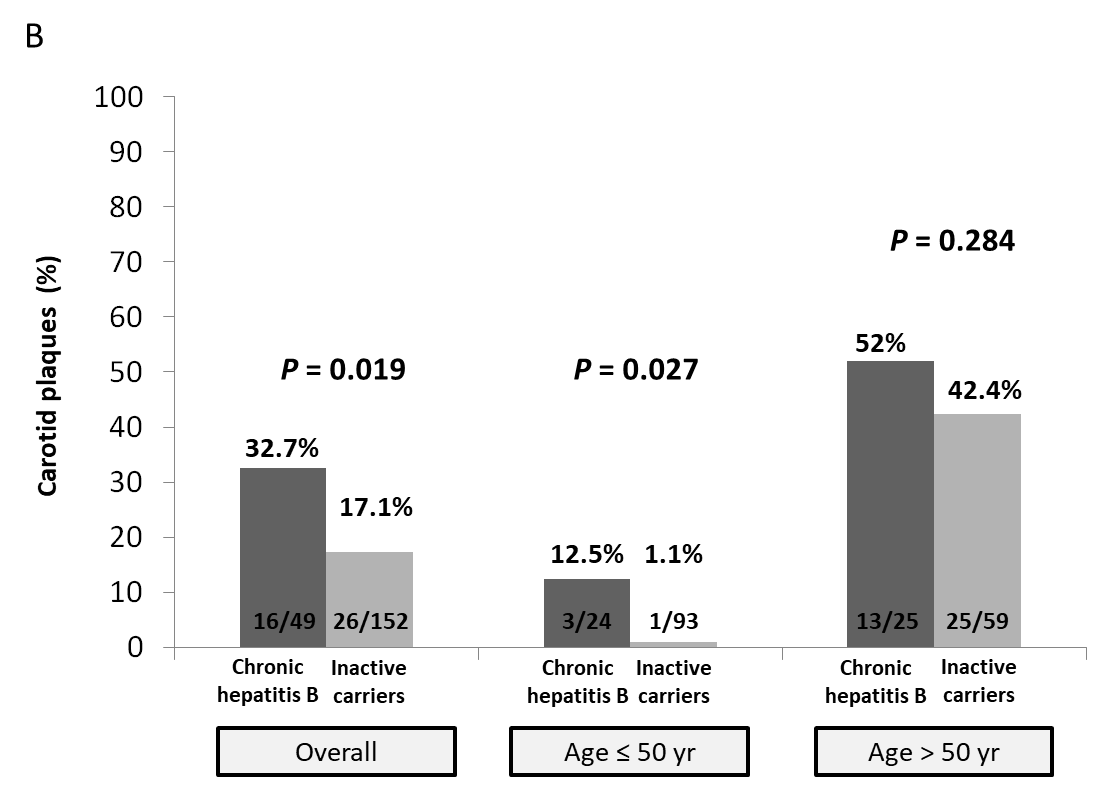 B
Carotid plaques (%)
100
90
80
70
60
50
40
30
20
10
0
P = 0.019
32.7%
17.1%
16/49
26/152
Chronic
hepatitis B
Inactive
carriers
Overall
P = 0.027
12.5%
1.1%
3/24
1/93
Chronic
hepatitis B
Inactive
carriers
Age ≤ 50 yr
P = 0.284
52%
42.4%
13/25
25/59
Chronic
hepatitis B
Inactive
carriers
Age > 50 yr